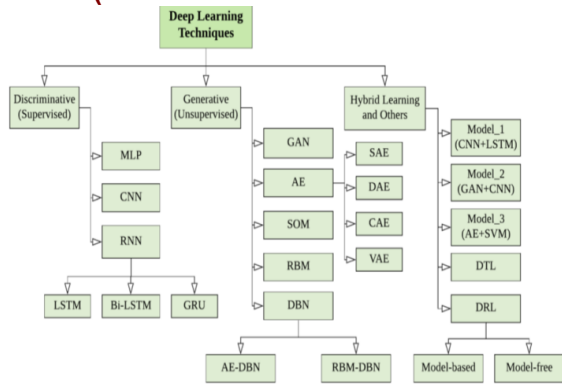 Deep Learning
Techniques
Discriminative
(Supervised)
MLP
CNN
RNN
LSTM
Bi-LSTM
GRU
Generative
(Unsupervised)
GAN
AE
SAE
DAE
CAE
VAE
SOM
RBM
DBN
AE-DBN
RBM-DBN
Hybrid Learning
and Others
Model_1
(CNN+LSTM)
Model_2
(GAN+CNN)
Model_3
(AE+SVM)
DTL
DRL
Model-based
Model-free